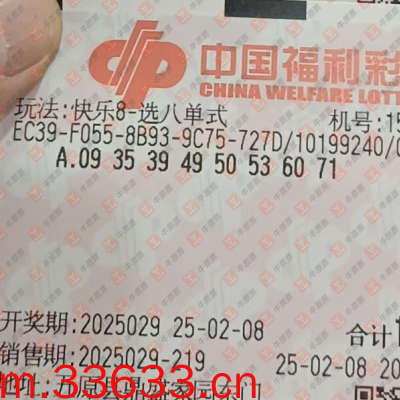 中国福利彩
CHINA WELFARE LOTT
玩法:快乐8-选八单式 机号:15
EC39-F055-8B93-9C75-727D/10199240/0
A.09 35 39 49 50 53 60 71
开奖期:2025029 25-02-08 合计1
销售期:2025029-219 25-02-08 20
m.33633.cn